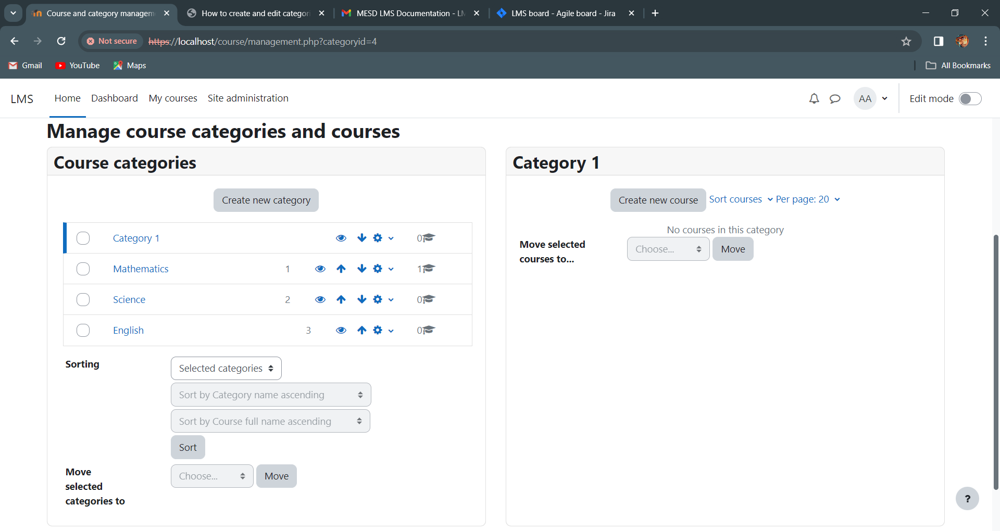 Course and category managem
How to create and edit categori
MESD LMS Documentation - LM
LMS board - Agile board - Jira
Not secure
https://localhost/course/management.php?categoryid=4
Gmail
YouTube
Maps
All Bookmarks
LMS
Home
Dashboard
My courses
Site administration
AA
Edit mode
Manage course categories and courses
Course categories
Create new category
Category 1
0
Mathematics 1
1
Science 2
0
English 3
0
Sorting
Selected categories
Sort by Category name ascending
Sort by Course full name ascending
Sort
Move
selected
categories to
Choose...
Move
Category 1
Create new course
Sort courses
Per page: 20
No courses in this category
Move selected
courses to...
Choose...
Move
?